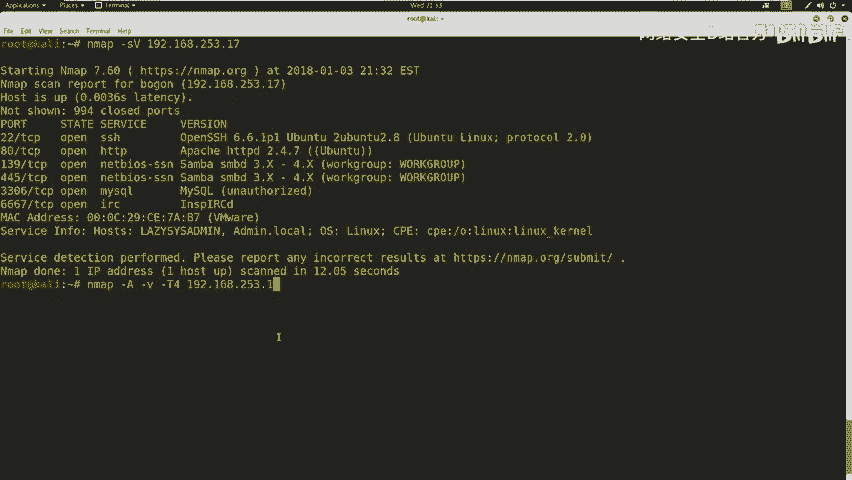 Applications Places Terminal Wed 21:53
root@kali: ~
File Edit View Search Terminal Help
root@kali:~# nmap -sV 192.168.253.17
Starting Nmap 7.60 ( https://nmap.org ) at 2018-01-03 21:32 EST
Nmap scan report for bogon (192.168.253.17)
Host is up (0.0036s latency).
Not shown: 994 closed ports
PORT STATE SERVICE VERSION
22/tcp open ssh OpenSSH 6.6.1p1 Ubuntu 2ubuntu2.8 (Ubuntu Linux; protocol 2.0)
80/tcp open http Apache httpd 2.4.7 ((Ubuntu))
139/tcp open netbios-ssn Samba smbd 3.X - 4.X (workgroup: WORKGROUP)
445/tcp open netbios-ssn Samba smbd 3.X - 4.X (workgroup: WORKGROUP)
3306/tcp open mysql MySQL (unauthorized)
6667/tcp open irc InspIRCd
MAC Address: 00:0C:29:CE:7A:B7 (VMware)
Service Info: Hosts: LAZYSYSADMIN, Admin.local; OS: Linux; CPE: cpe:/o:linux:linux_kernel
Service detection performed. Please report any incorrect results at https://nmap.org/submit/ .
Nmap done: 1 IP address (1 host up) scanned in 12.05 seconds
root@kali:~# nmap -A -v -T4 192.168.253.1